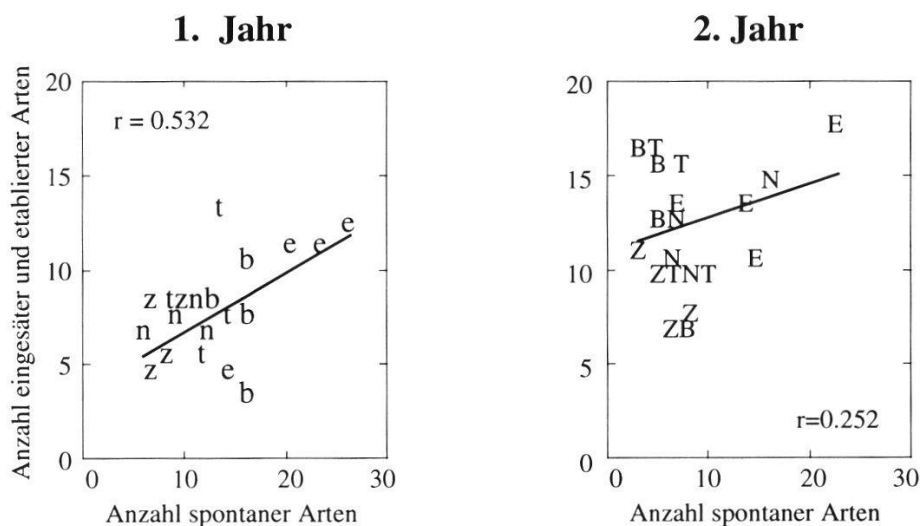 1. Jahr
Anzahl eingesäter und etablierter Arten
20
15
10
5
0
r = 0.532
t
e
e e
b
z tznb
n t b
n n
z t
z e
b
0 10 20 30
Anzahl spontaner Arten
2. Jahr
20
15
10
5
0
E
BT
B T
N
E E
BN
Z
N E
ZT NT
Z
ZB
r=0.252
0 10 20 30
Anzahl spontaner Arten